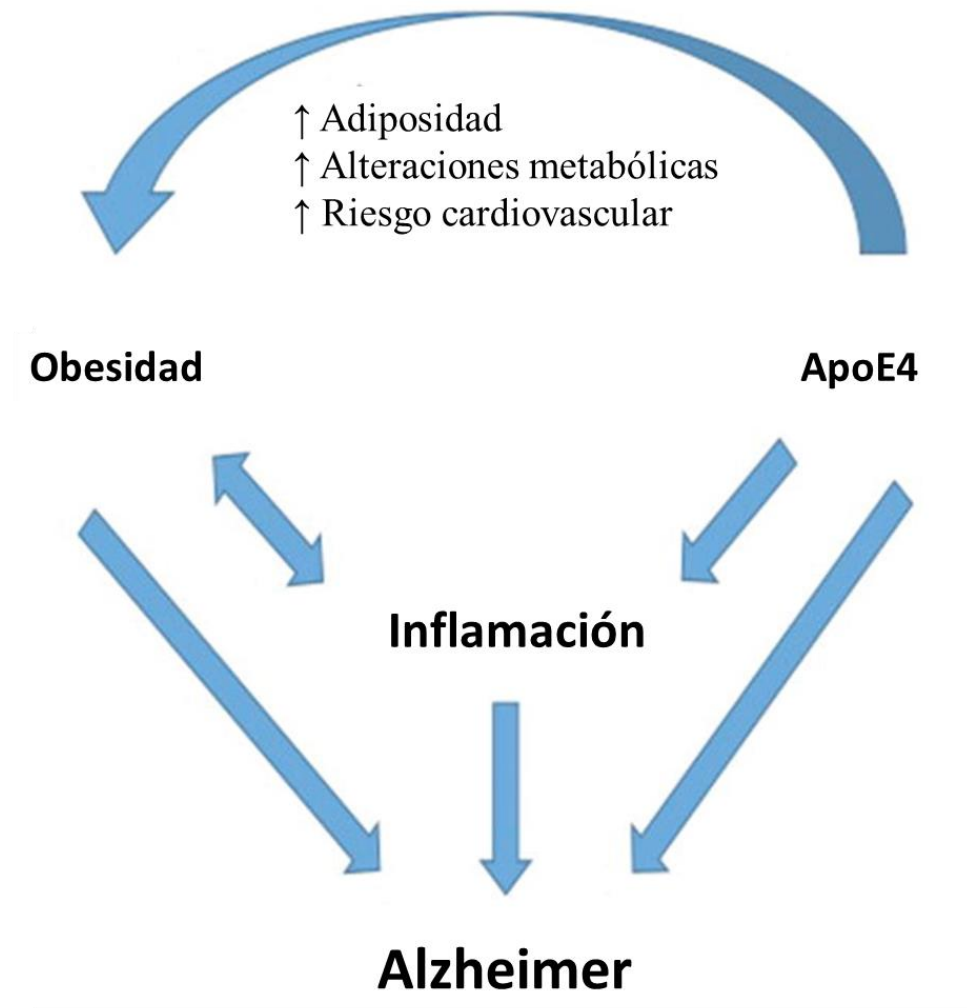 ↑ Adiposidad
↑ Alteraciones metabólicas
↑ Riesgo cardiovascular
Obesidad
ApoE4
Inflamación
Alzheimer